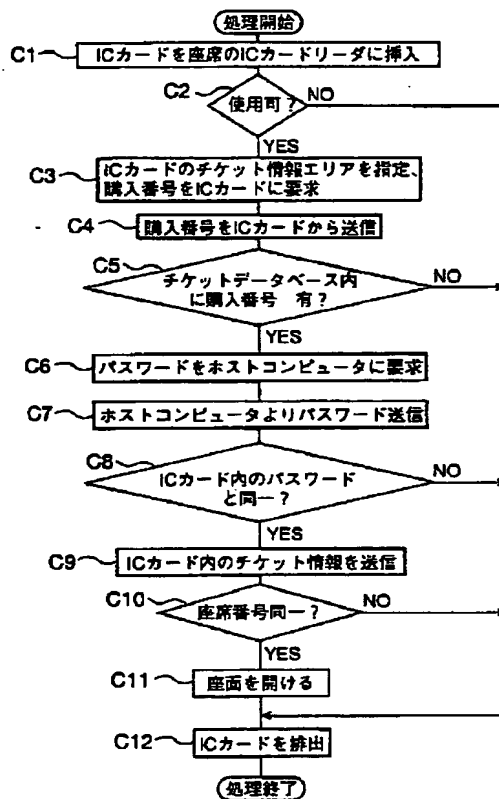 処理開始
C1
ICカードを座席のICカードリーダに挿入
C2
使用可?
NO
YES
C3
ICカードのチケット情報エリアを指定、
購入番号をICカードに要求
C4
購入番号をICカードから送信
C5
チケットデータベース内
に購入番号 有?
NO
YES
C6
パスワードをホストコンピュータに要求
C7
ホストコンピュータよりパスワード送信
C8
ICカード内のパスワード
と同一?
NO
YES
C9
ICカード内のチケット情報を送信
C10
座席番号同一?
NO
YES
C11
座面を開ける
C12
ICカードを排出
処理終了